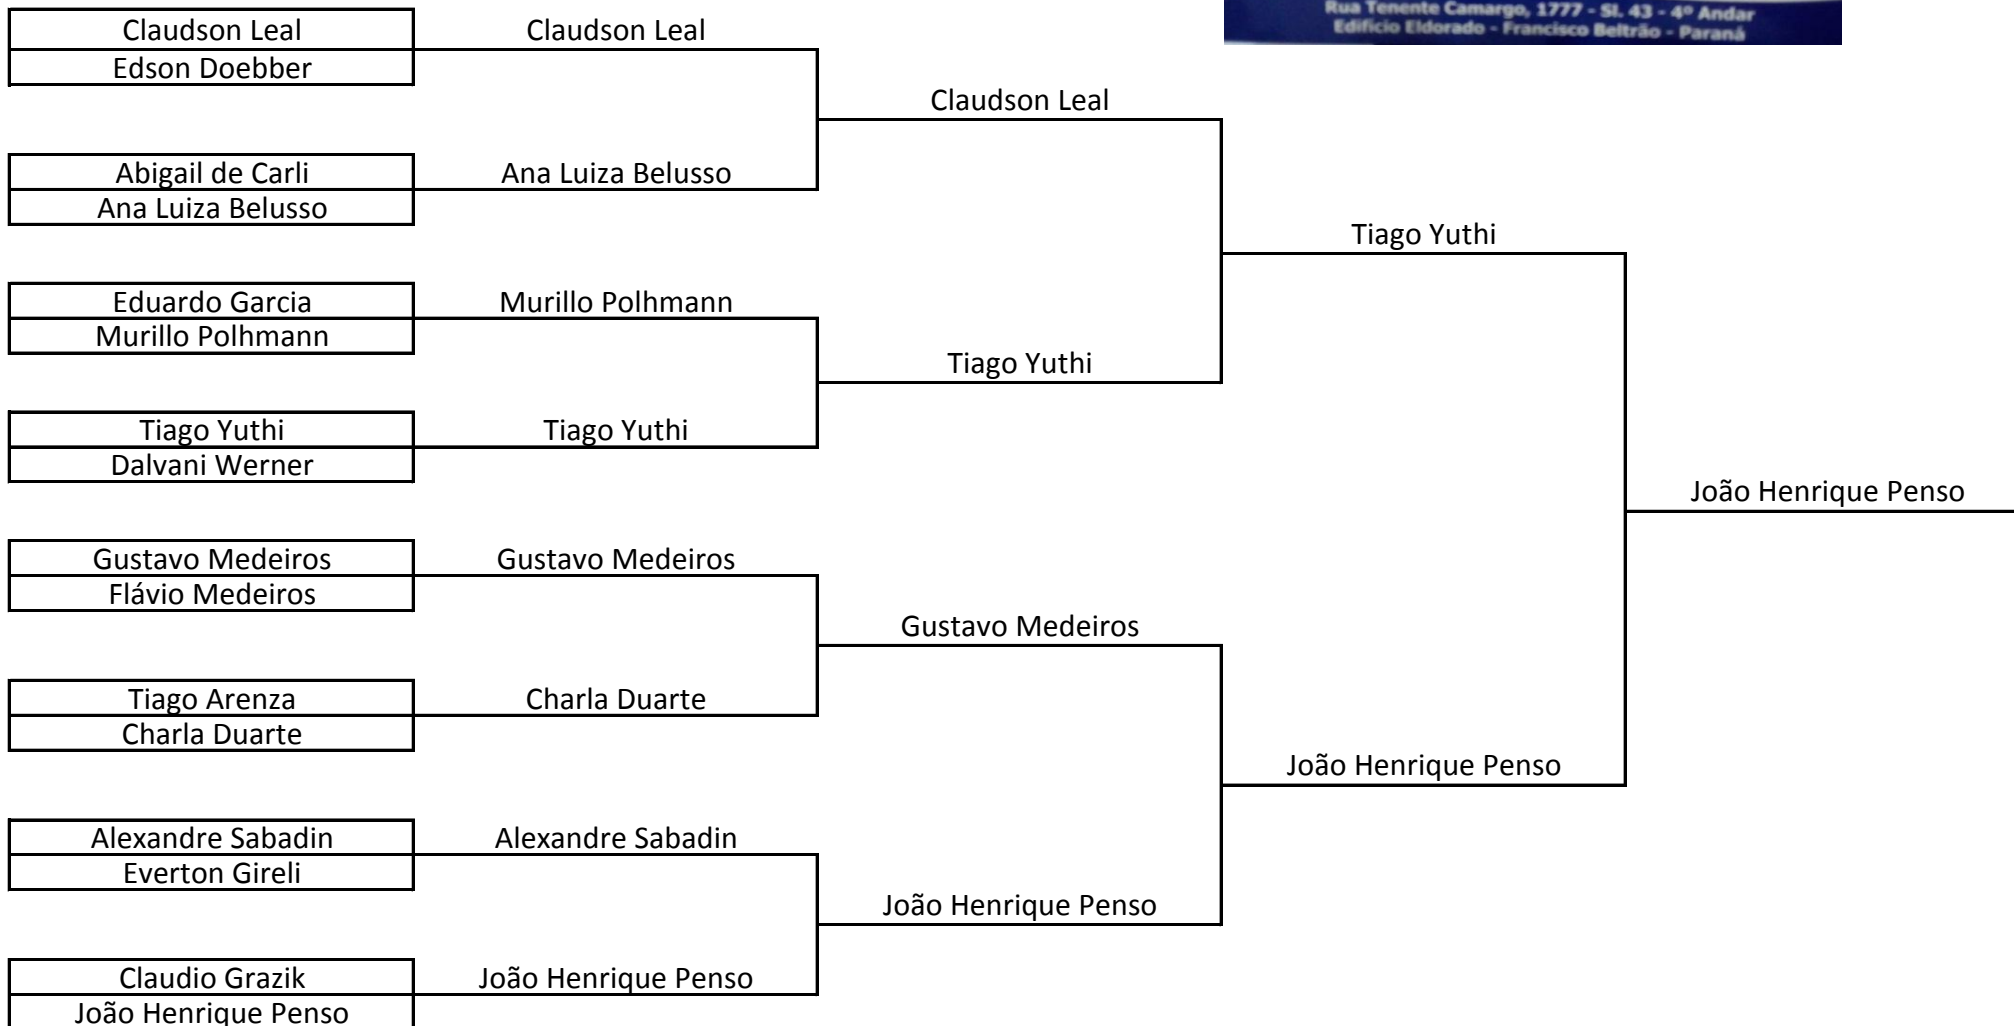 Rua Tenente Camargo, 1777 - Sl. 43 - 4º Andar
Edifício Eldorado - Francisco Beltrão - Paraná
Claudson Leal
Edson Doebber
Abigail de Carli
Ana Luiza Belusso
Eduardo Garcia
Murillo Polhmann
Tiago Yuthi
Dalvani Werner
Gustavo Medeiros
Flávio Medeiros
Tiago Arenza
Charla Duarte
Alexandre Sabadin
Everton Gireli
Claudio Grazik
João Henrique Penso
Claudson Leal
Ana Luiza Belusso
Murillo Polhmann
Tiago Yuthi
Gustavo Medeiros
Charla Duarte
Alexandre Sabadin
João Henrique Penso
Claudson Leal
Tiago Yuthi
Gustavo Medeiros
João Henrique Penso
Tiago Yuthi
João Henrique Penso
João Henrique Penso